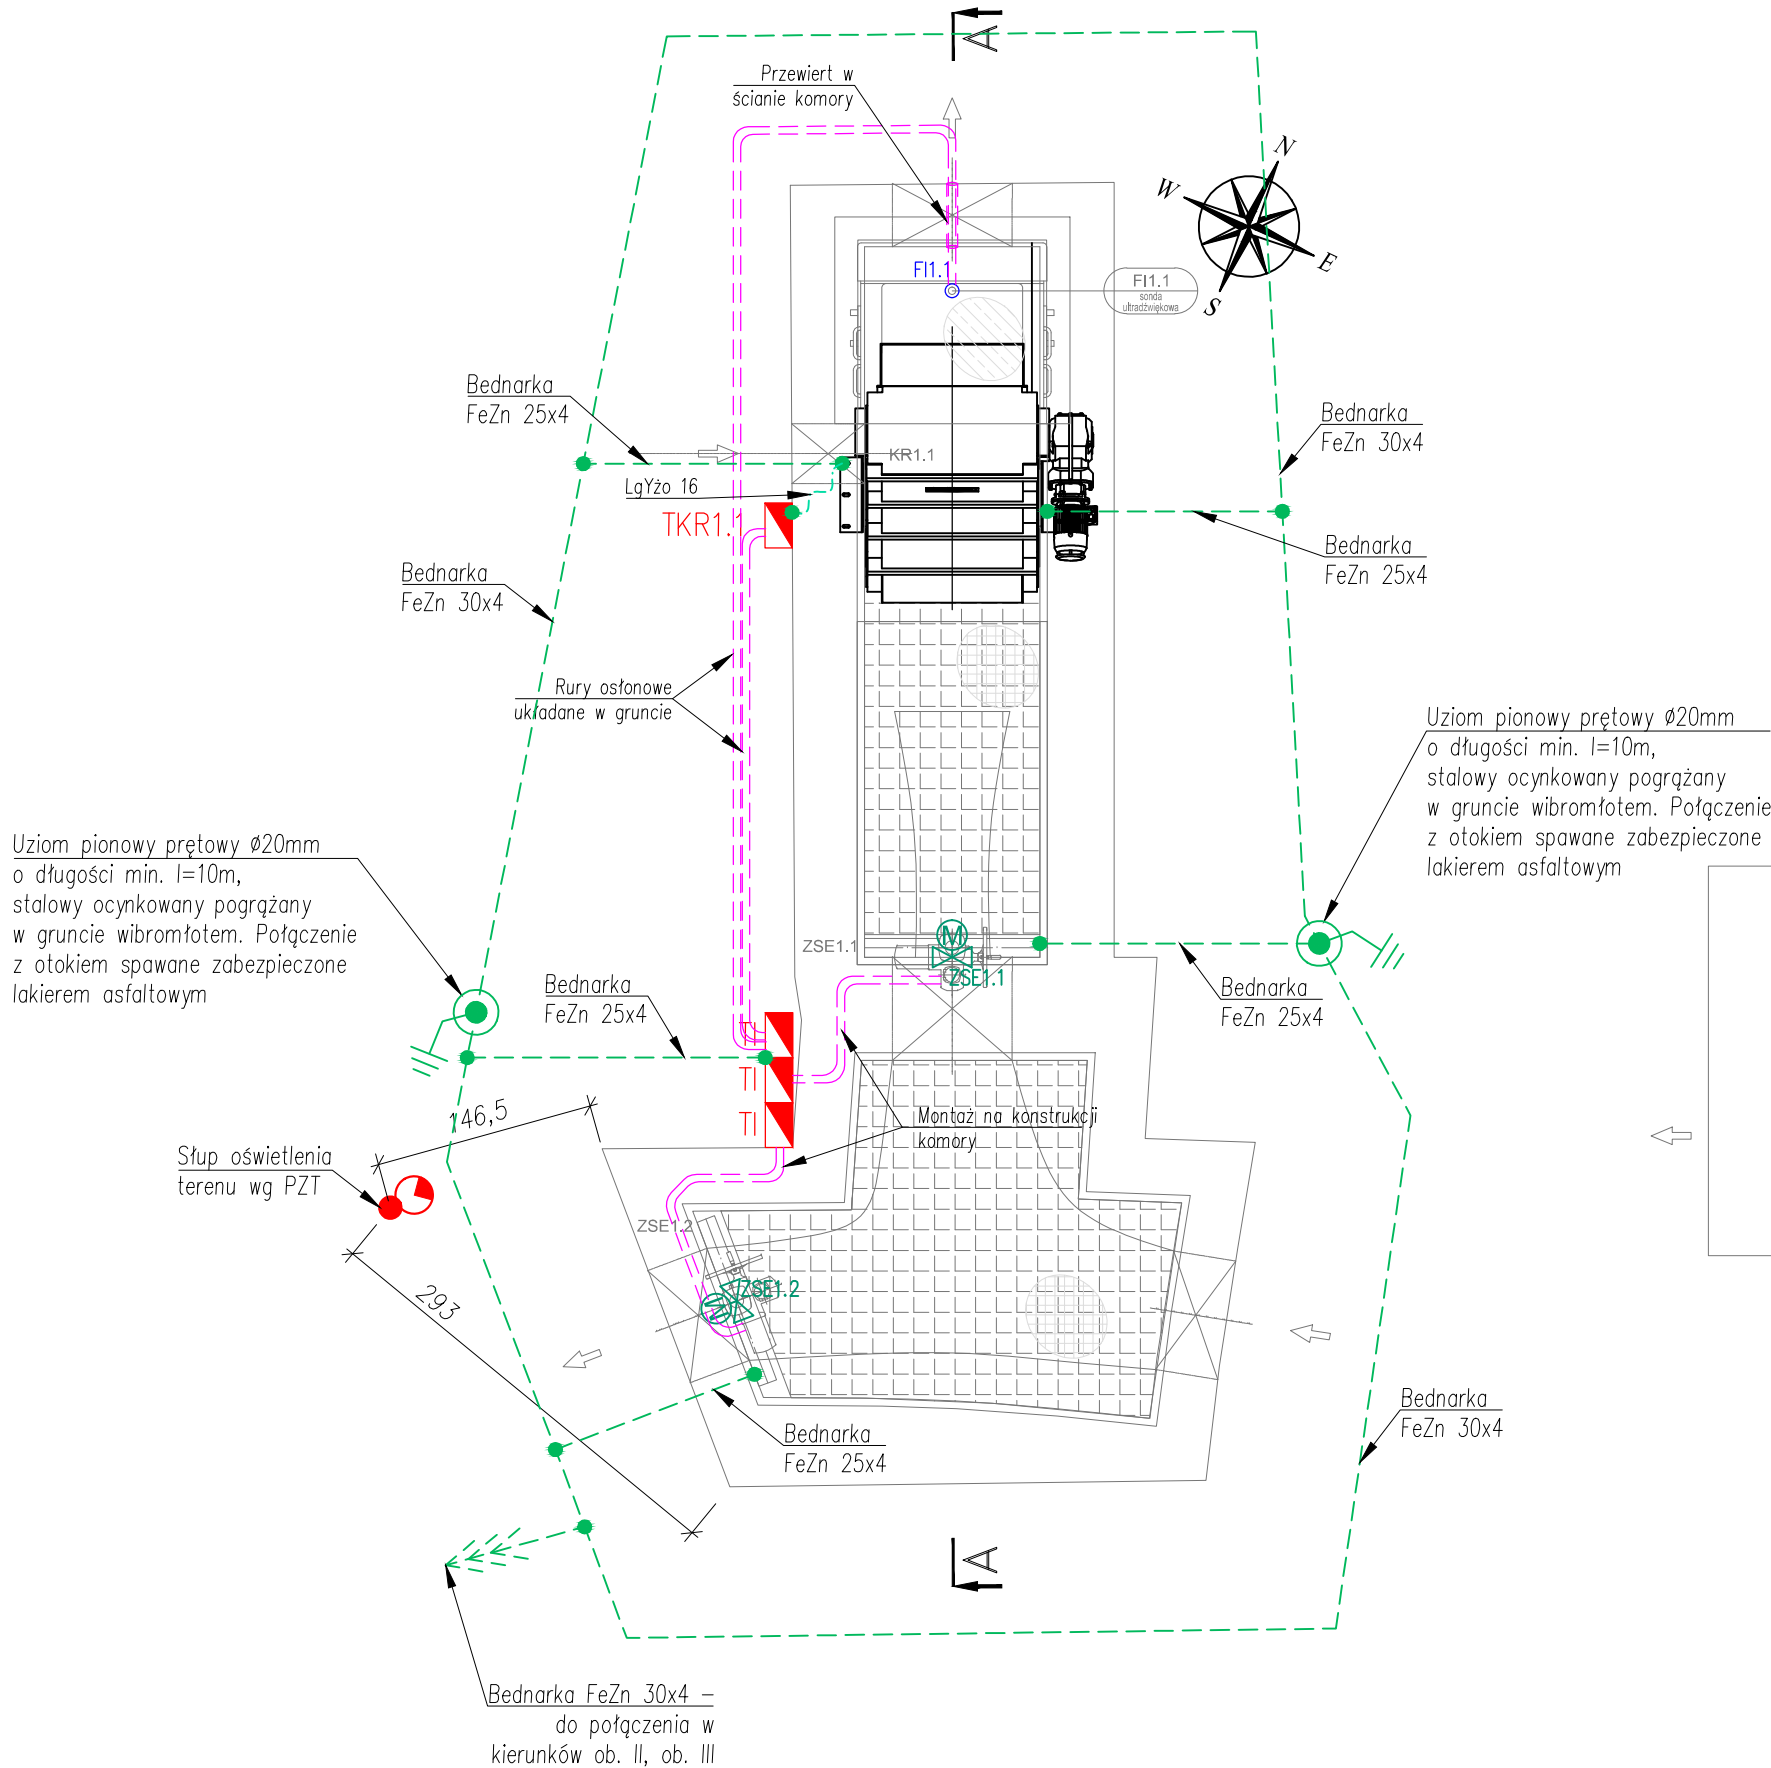 A
Przewiert w
ścianie komory
N
W
E
S
FI1.1
FI1.1
sonda
ultradźwiękowa
Bednarka
FeZn 25x4
Bednarka
FeZn 30x4
KR1.1
LgYżo 16
TKR1.1
Bednarka
FeZn 25x4
Bednarka
FeZn 30x4
Rury osłonowe
układane w gruncie
Uziom pionowy prętowy ø20mm
o długości min. l=10m,
stalowy ocynkowany pogrążany
w gruncie wibromłotem. Połączenie
z otokiem spawane zabezpieczone
lakierem asfaltowym
Uziom pionowy prętowy ø20mm
o długości min. l=10m,
stalowy ocynkowany pogrążany
w gruncie wibromłotem. Połączenie
z otokiem spawane zabezpieczone
lakierem asfaltowym
M
ZSE1.1
ZSE1.1
Bednarka
FeZn 25x4
Bednarka
FeZn 25x4
TI
TI
TI
146,5
Montaż na konstrukcji
komory
Słup oświetlenia
terenu wg PZT
ZSE1.2
ZSE1.2
M
293
Bednarka
FeZn 30x4
Bednarka
FeZn 25x4
A
Bednarka FeZn 30x4 –
do połączenia w
kierunków ob. II, ob. III